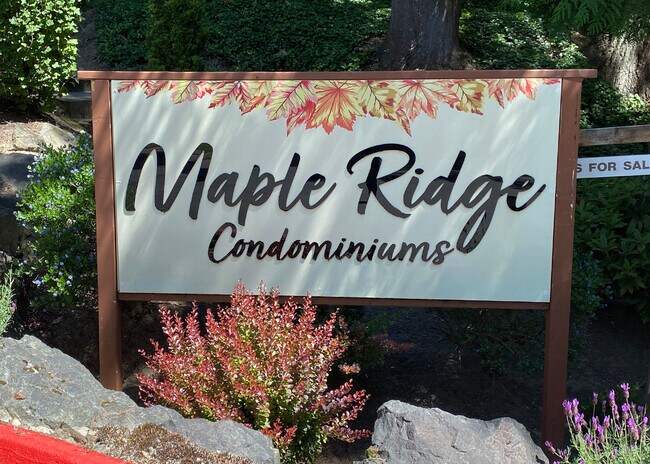 Maple Ridge
Condominiums
FOR SAL